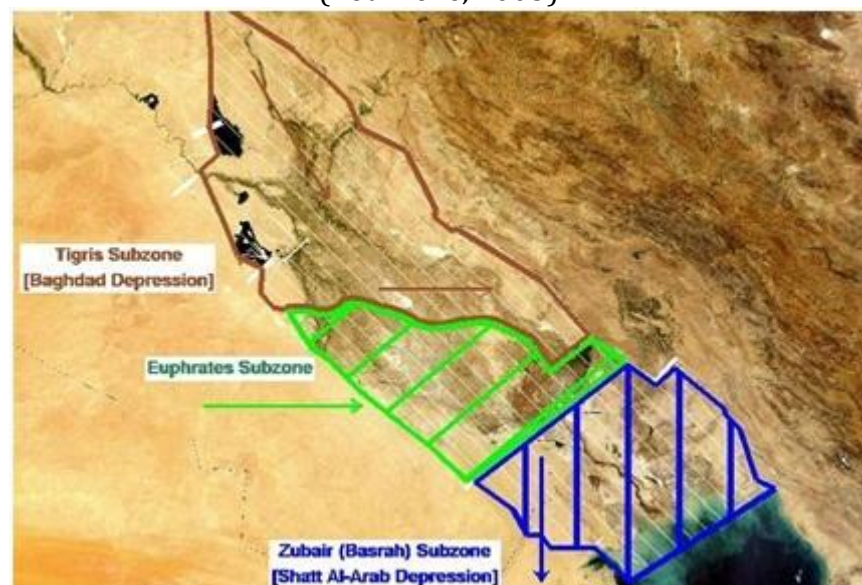 Tigris Subzone
[Baghdad Depression]
Euphrates Subzone
Zubair (Basrah) Subzone
[Shatt Al-Arab Depression]